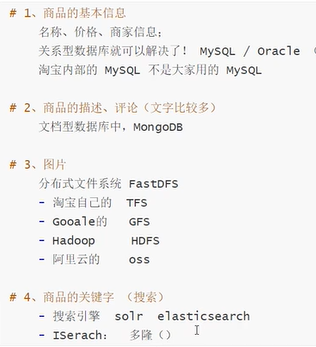 # 1、商品的基本信息
名称、价格、商家信息;
关系型数据库就可以解决了! MySQL / Oracle （
淘宝内部的 MySQL 不是大家用的 MySQL
# 2、商品的描述、评论（文字比较多）
文档型数据库中，MongoDB
# 3、图片
分布式文件系统 FastDFS
- 淘宝自己的 TFS
- Gooale的 GFS
- Hadoop HDFS
- 阿里云的 oss
# 4、商品的关键字 （搜索）
- 搜索引擎 solr elasticsearch
- ISerach： 多隆（）